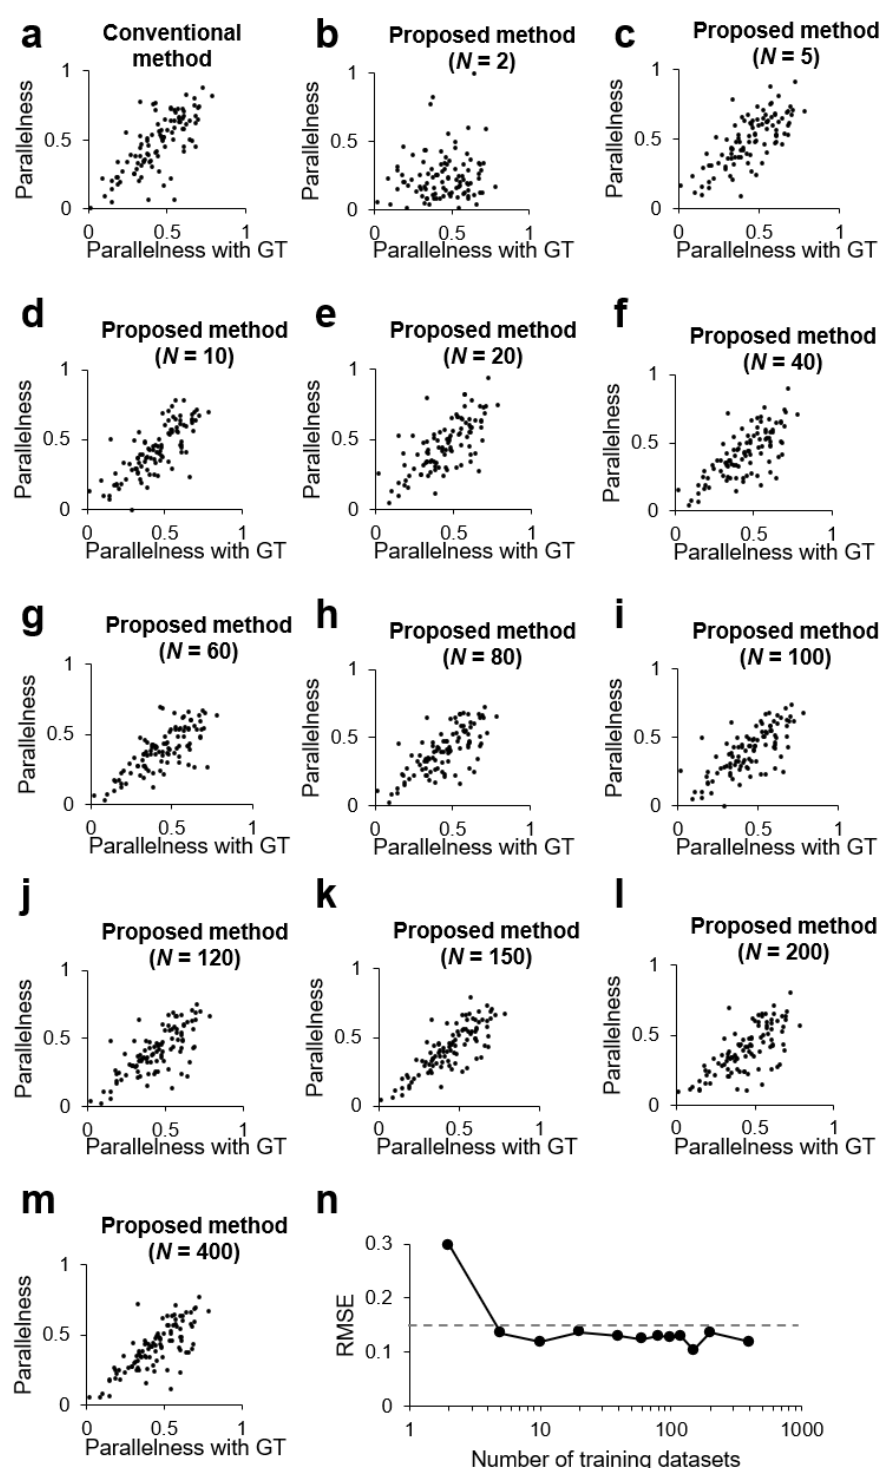 a
Conventional
method
1
0.5
0
0
0.5
1
Parallelness
Parallelness with GT
b
Proposed method
(N = 2)
1
0.5
0
0
0.5
1
Parallelness
Parallelness with GT
c
Proposed method
(N = 5)
1
0.5
0
0
0.5
1
Parallelness
Parallelness with GT
d
Proposed method
(N = 10)
1
0.5
0
0
0.5
1
Parallelness
Parallelness with GT
e
Proposed method
(N = 20)
1
0.5
0
0
0.5
1
Parallelness
Parallelness with GT
f
Proposed method
(N = 40)
1
0.5
0
0
0.5
1
Parallelness
Parallelness with GT
g
Proposed method
(N = 60)
1
0.5
0
0
0.5
1
Parallelness
Parallelness with GT
h
Proposed method
(N = 80)
1
0.5
0
0
0.5
1
Parallelness
Parallelness with GT
i
Proposed method
(N = 100)
1
0.5
0
0
0.5
1
Parallelness
Parallelness with GT
j
Proposed method
(N = 120)
1
0.5
0
0
0.5
1
Parallelness
Parallelness with GT
k
Proposed method
(N = 150)
1
0.5
0
0
0.5
1
Parallelness
Parallelness with GT
l
Proposed method
(N = 200)
1
0.5
0
0
0.5
1
Parallelness
Parallelness with GT
m
Proposed method
(N = 400)
1
0.5
0
0
0.5
1
Parallelness
Parallelness with GT
n
0.3
0.2
0.1
0
RMSE
1
10
100
1000
Number of training datasets